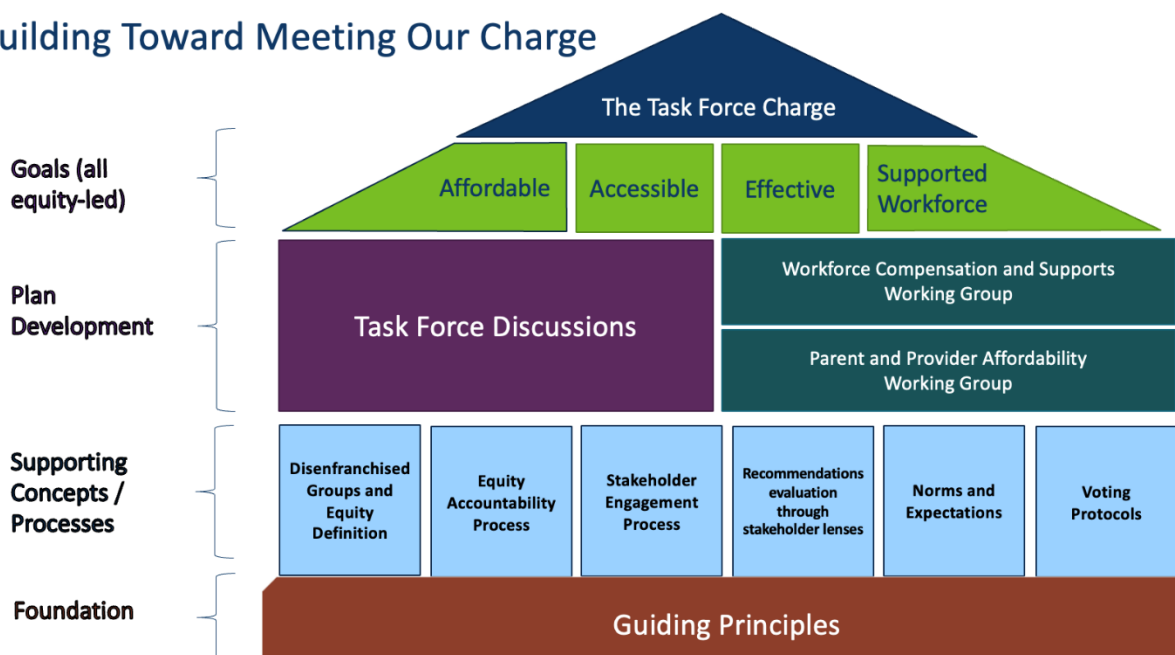 uilding Toward Meeting Our Charge
The Task Force Charge
Goals (all
equity-led)
Affordable
Accessible
Effective
Supported
Workforce
Plan
Development
Task Force Discussions
Workforce Compensation and Supports
Working Group
Parent and Provider Affordability
Working Group
Supporting
Concepts /
Processes
Disenfranchised
Groups and
Equity
Definition
Equity
Accountability
Process
Stakeholder
Engagement
Process
Recommendations
evaluation
through
stakeholder lenses
Norms and
Expectations
Voting
Protocols
Foundation
Guiding Principles